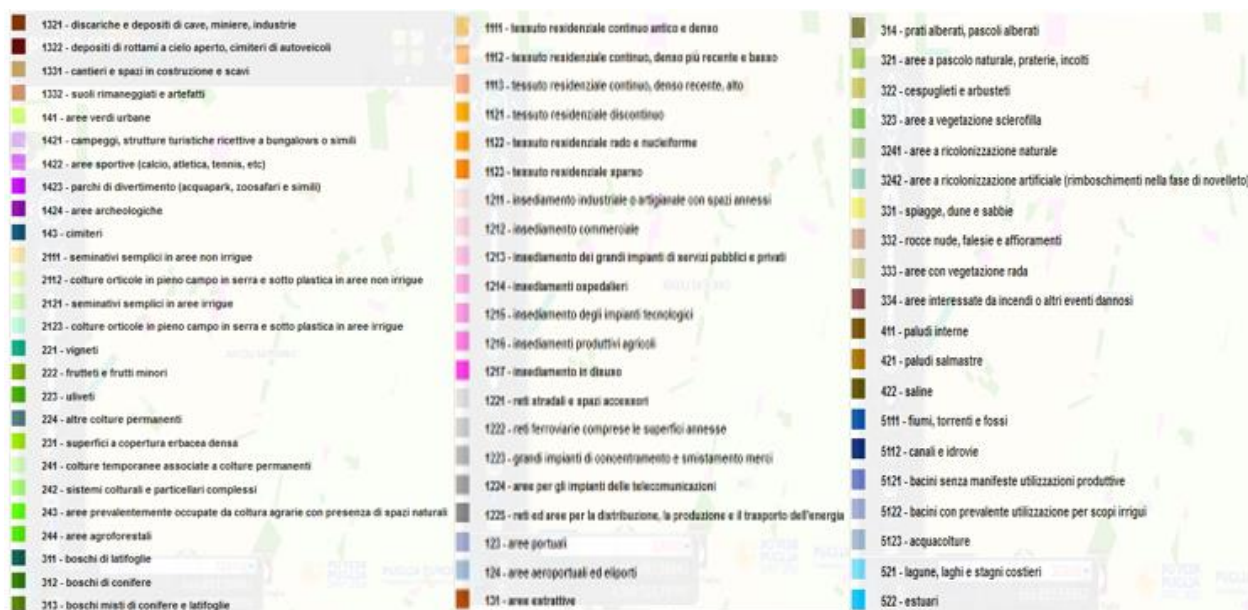 1321 - discariche e depositi di cave, miniere, industrie
1322 - depositi di rottami a cielo aperto, cimiteri di autoveicoli
1331 - cantieri e spazi in costruzione e scavi
1332 - suoli rimaneggiati e artefatti
141 - aree verdi urbane
1421 - campeggi, strutture turistiche ricettive a bungalows o simili
1422 - aree sportive (calcio, atletica, tennis, etc)
1423 - parchi di divertimento (acquapark, zoosafari e simili)
1424 - aree archeologiche
143 - cimiteri
2111 - seminativi semplici in aree non irrigue
2112 - colture orticole in pieno campo in serra e sotto plastica in aree non irrigue
2121 - seminativi semplici in aree irrigue
2123 - colture orticole in pieno campo in serra e sotto plastica in aree irrigue
221 - vigneti
222 - frutteti e frutti minori
223 - uliveti
224 - altre colture permanenti
231 - superfici a copertura erbacea densa
241 - colture temporanee associate a colture permanenti
242 - sistemi colturali e particellari complessi
243 - aree prevalentemente occupate da coltura agrarie con presenza di spazi naturali
244 - aree agroforestali
311 - boschi di latifoglie
312 - boschi di conifere
313 - boschi misti di conifere e latifoglie
1111 - tessuto residenziale continuo antico e denso
1112 - tessuto residenziale continuo, denso più recente e basso
1113 - tessuto residenziale continuo, denso recente, alto
1121 - tessuto residenziale discontinuo
1122 - tessuto residenziale rado e nucleiforme
1123 - tessuto residenziale sparso
1211 - insediamento industriale o artigianale con spazi annessi
1212 - insediamento commerciale
1213 - insediamento dei grandi impianti di servizi pubblici e privati
1214 - insediamenti ospedalieri
1215 - insediamento degli impianti tecnologici
1216 - insediamenti produttivi agricoli
1217 - insediamento in disuso
1221 - reti stradali e spazi accessori
1222 - reti ferroviarie comprese le superfici annesse
1223 - grandi impianti di concentramento e smistamento merci
1224 - aree per gli impianti delle telecomunicazioni
1225 - reti ed aree per la distribuzione, la produzione e il trasporto dell'energia
123 - aree portuali
124 - aree aeroportuali ed eliporti
131 - aree estrattive
314 - prati alberati, pascoli alberati
321 - aree a pascolo naturale, praterie, incolti
322 - cespuglieti e arbusteti
323 - aree a vegetazione sclerofilla
3241 - aree a ricolonizzazione naturale
3242 - aree a ricolonizzazione artificiale (rimboschimenti nella fase di novelleto)
331 - spiagge, dune e sabbie
332 - rocce nude, falesie e affioramenti
333 - aree con vegetazione rada
334 - aree interessate da incendi o altri eventi dannosi
411 - paludi interne
421 - paludi salmastre
422 - saline
5111 - fiumi, torrenti e fossi
5112 - canali e idrovie
5121 - bacini senza manifeste utilizzazioni produttive
5122 - bacini con prevalente utilizzazione per scopi irrigui
5123 - acquacolture
521 - lagune, laghi e stagni costieri
522 - estuari